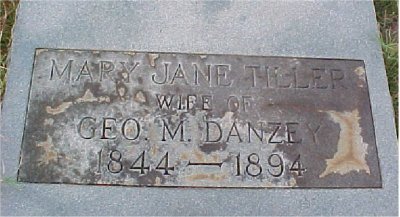 MARY JANE TILLER
WIFE OF
GEO. M. DANZEY
1844 — 1894